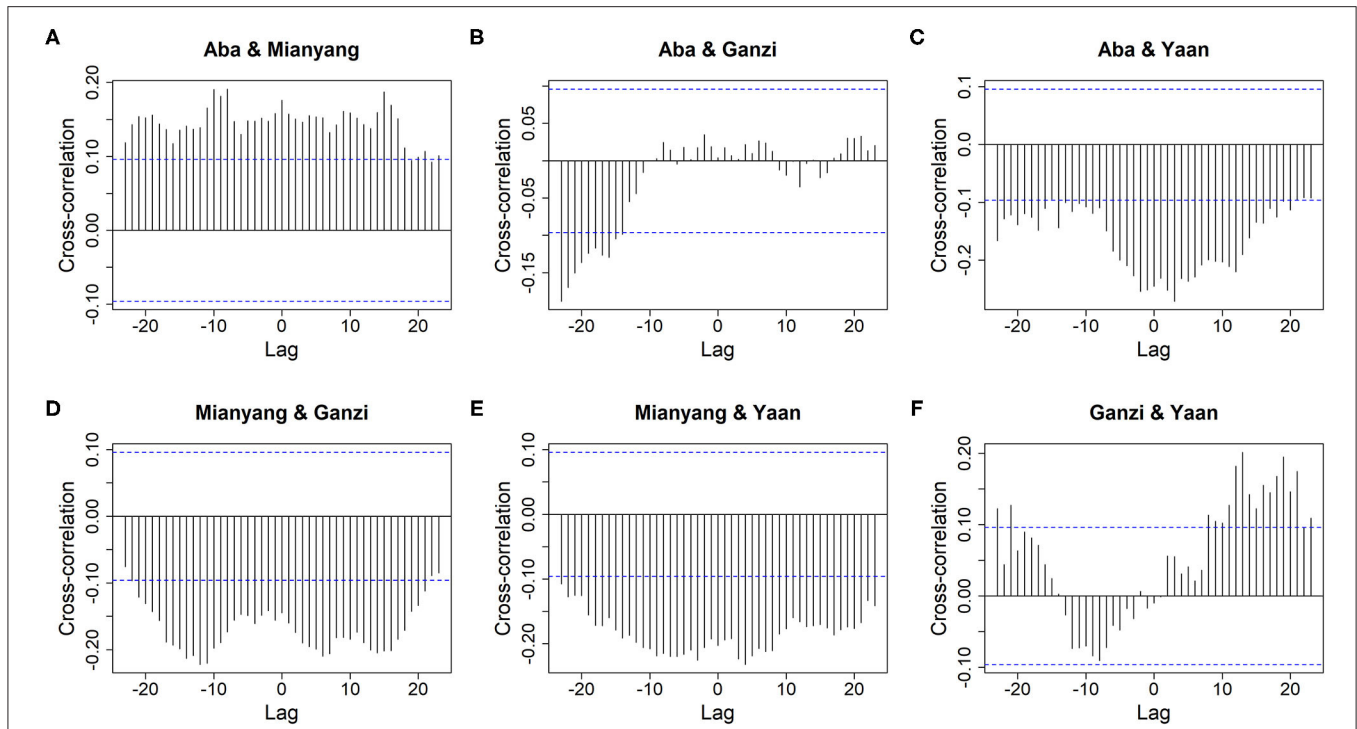 A
Aba & Mianyang
Cross-correlation
0.20
0.10
0.00
-0.10
-20 -10 0 10 20
Lag
B
Aba & Ganzi
Cross-correlation
0.05
-0.05
-0.15
-20 -10 0 10 20
Lag
C
Aba & Yaan
Cross-correlation
0.1
0.0
-0.1
-0.2
-20 -10 0 10 20
Lag
D
Mianyang & Ganzi
Cross-correlation
0.10
0.00
-0.10
-0.20
-20 -10 0 10 20
Lag
E
Mianyang & Yaan
Cross-correlation
0.10
0.00
-0.10
-0.20
-20 -10 0 10 20
Lag
F
Ganzi & Yaan
Cross-correlation
0.20
0.10
0.00
-0.10
-20 -10 0 10 20
Lag